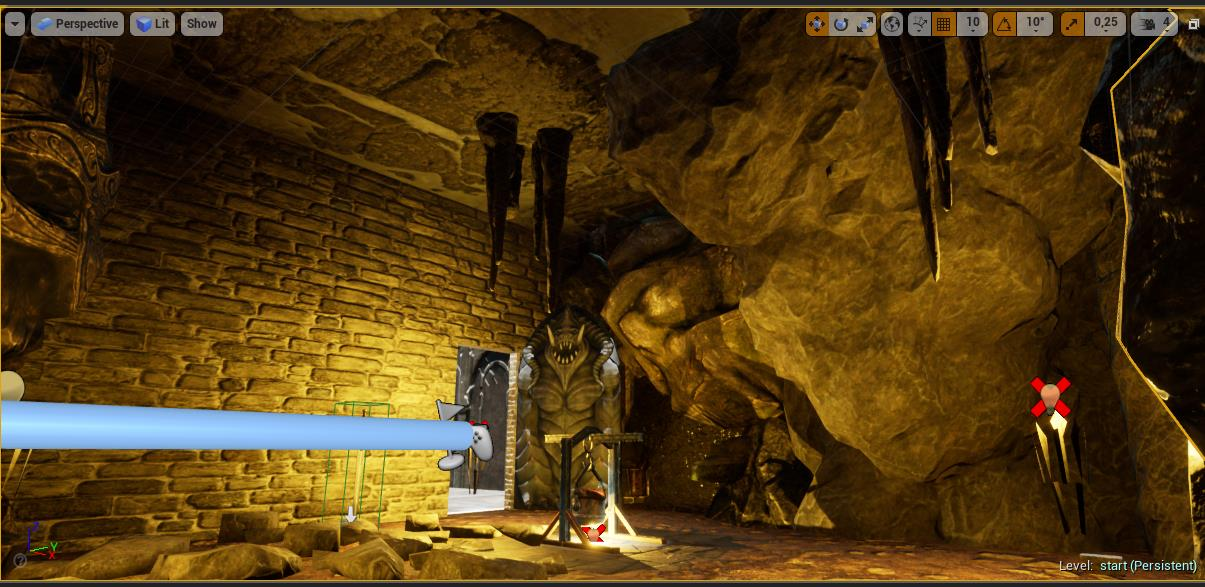 Perspective Lit Show 10 10° 0,25 4
Z Y X
Level: start (Persistent)